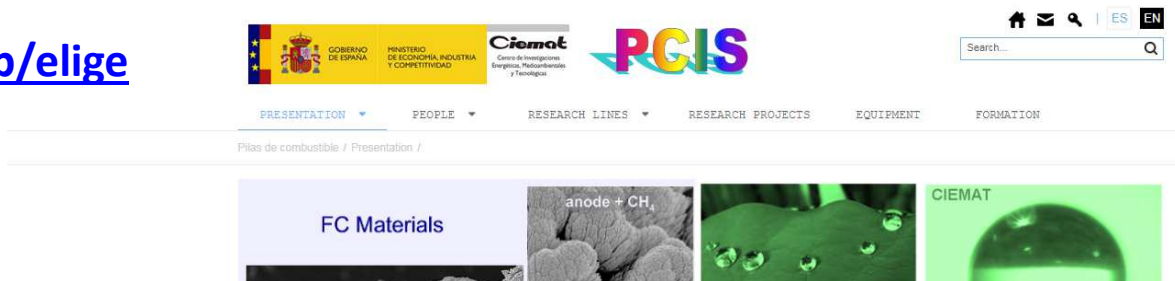 ES EN
Search...
o/elige
GOBIERNO
DE ESPAÑA
MINISTERIO
DE ECONOMÍA, INDUSTRIA
Y COMPETITIVIDAD
Ciemat
Centro de Investigaciones
Energéticas, Medioambientales
y Tecnológicas
PCIS
PRESENTATION PEOPLE RESEARCH LINES RESEARCH PROJECTS EQUIPMENT FORMATION
Pilas de combustible / Presentation /
FC Materials
anode + CH4
CIEMAT